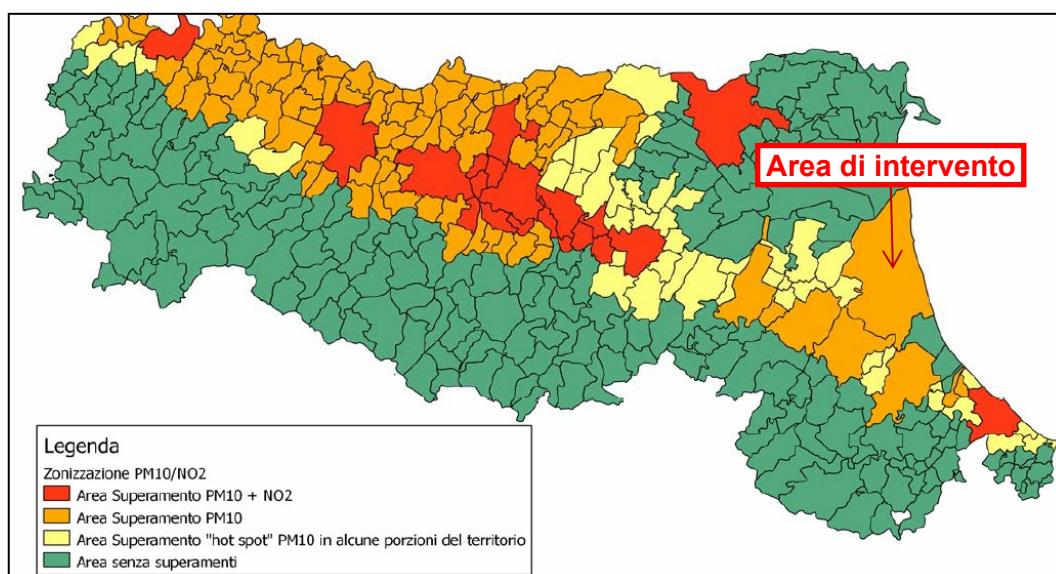 Area di intervento
Legenda
Zonizzazione PM10/NO2
Area Superamento PM10 + NO2
Area Superamento PM10
Area Superamento "hot spot" PM10 in alcune porzioni del territorio
Area senza superamenti